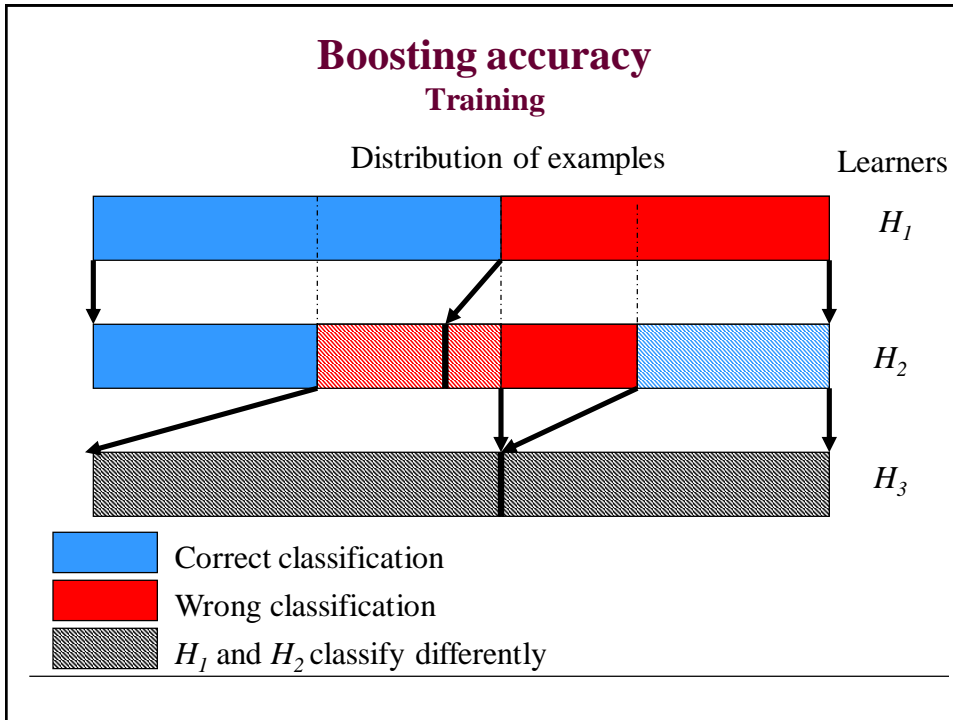 Boosting accuracy
Training
Distribution of examples
Learners
H1
H2
H3
Correct classification
Wrong classification
H1 and H2 classify differently